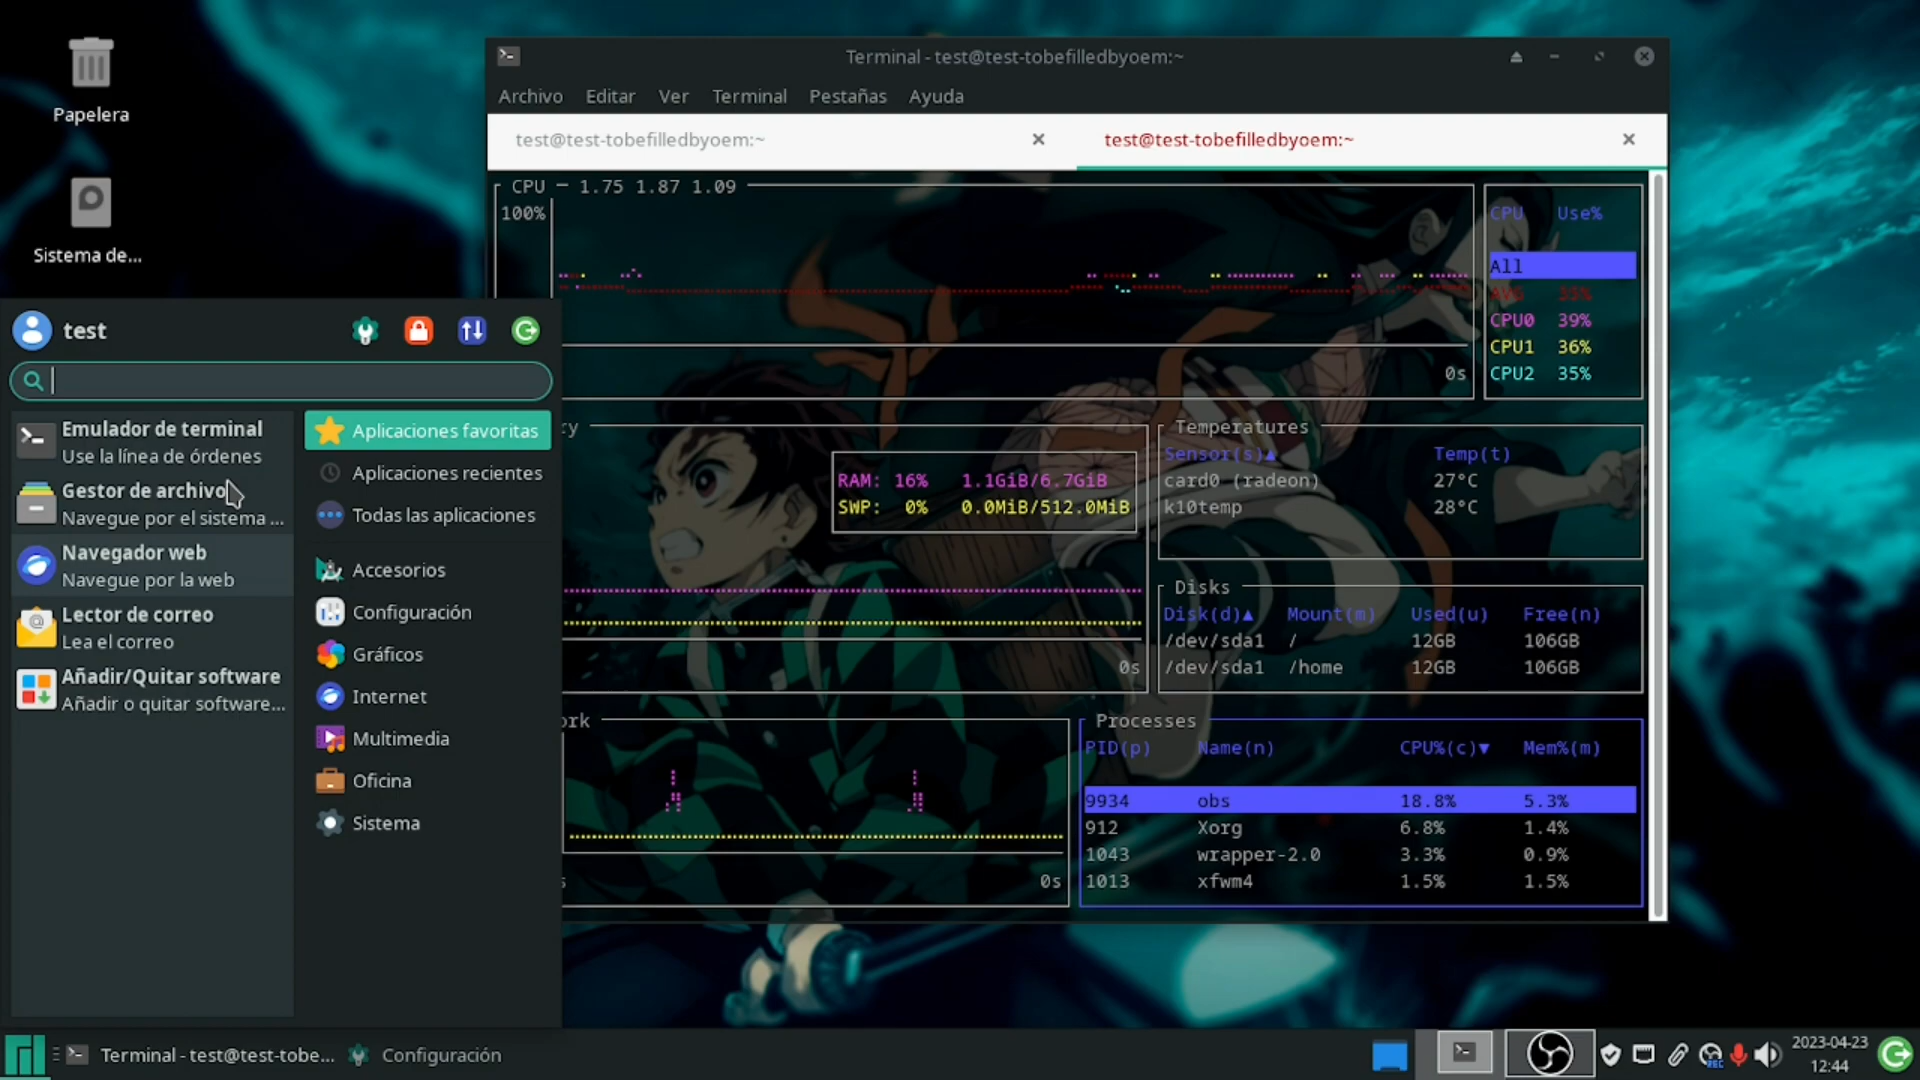 Papelera
Sistema de...
Terminal - test@test-tobefilledbyoem:~
Archivo Editar Ver Terminal Pestañas Ayuda
test@test-tobefilledbyoem:~
test@test-tobefilledbyoem:~
CPU — 1.75 1.87 1.09
100%
0s
CPU Use%
All
AVG 35%
CPU0 39%
CPU1 36%
CPU2 35%
test
Emulador de terminal
Use la línea de órdenes
Gestor de archivo
Navegue por el sistema ...
Navegador web
Navegue por la web
Lector de correo
Lea el correo
Añadir/Quitar software
Añadir o quitar software...
Aplicaciones favoritas
Aplicaciones recientes
Todas las aplicaciones
Accesorios
Configuración
Gráficos
Internet
Multimedia
Oficina
Sistema
ry
RAM: 16% 1.1GiB/6.7GiB
SWP: 0% 0.0MiB/512.0MiB
0s
Temperatures
Sensor(s)▲ Temp(t)
card0 (radeon) 27°C
k10temp 28°C
Disks
Disk(d)▲ Mount(m) Used(u) Free(n)
/dev/sda1 / 12GB 106GB
/dev/sda1 /home 12GB 106GB
ork
s 0s
Processes
PID(p) Name(n) CPU%(c)▼ Mem%(m)
9934 obs 18.8% 5.3%
912 Xorg 6.8% 1.4%
1043 wrapper-2.0 3.3% 0.9%
1013 xfwm4 1.5% 1.5%
Terminal - test@test-tobe...
Configuración
REC
2023-04-23
12:44